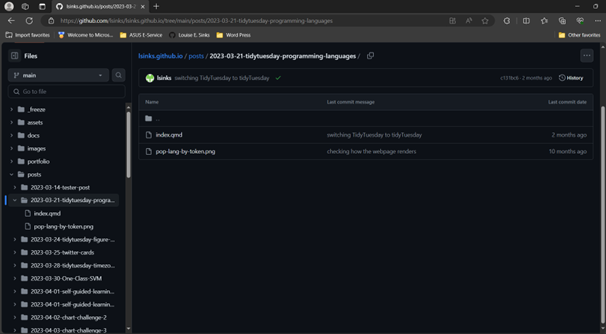 lsinks/lsinks.github.io/posts/2023-0
https://github.com/lsinks/lsinks.github.io/tree/main/posts/2023-03-21-tidytuesday-programming-languages
Import favorites
Welcome to Micros...
ASUS E-Service
Louise E. Sinks
Word Press
Other favorites
Files
lsinks.github.io / posts / 2023-03-21-tidytuesday-programming-languages /
main
lsinks switching TidyTuesday to tidyTuesday
2 months ago
History
Go to file
Name
Last commit message
Last commit date
_freeze
..
assets
docs
index.qmd
switching TidyTuesday to tidyTuesday
2 months ago
images
pop-lang-by-token.png
checking how the webpage renders
10 months ago
portfolio
posts
2023-03-14-tester-post
2023-03-21-tidytuesday-progra...
index.qmd
pop-lang-by-token.png
2023-03-24-tidytuesday-figure-...
2023-03-25-twitter-cards
2023-03-28-tidytuesday-timezo...
2023-03-30-One-Class-SVM
2023-04-01-self-guided-learnin...
2023-04-01-self-guided-learnin...
2023-04-02-chart-challenge-2
2023-04-03-chart-challenge-3